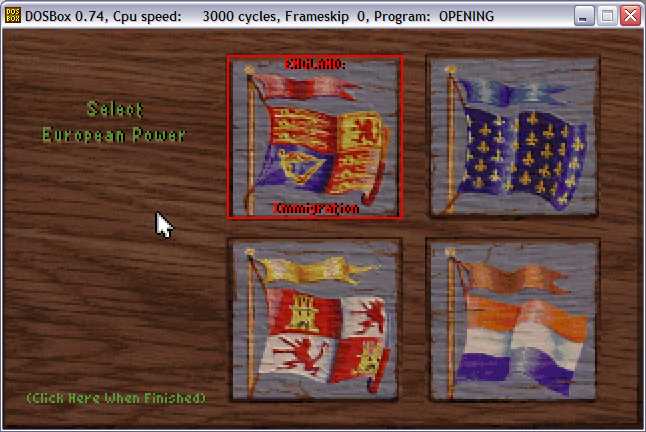 DOSBox 0.74, Cpu speed: 3000 cycles, Frameskip 0, Program: OPENING
Select
European Power
ENGLAND:
Immigration
(Click Here When Finished)